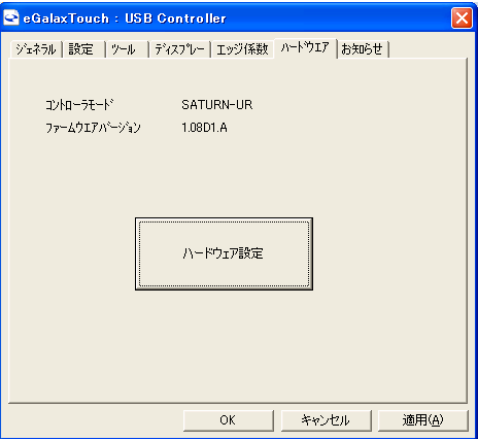 eGalaxTouch : USB Controller
ｼﾞｪﾈﾗﾙ 設定 ﾂｰﾙ ﾃﾞｨｽﾌﾟﾚｰ エッジ係数 ﾊｰﾄﾞｳエア お知らせ
ｺﾝﾄﾛｰﾗﾓｰﾄﾞ SATURN-UR
ﾌｧｰﾑｳエｱﾊﾞｰｼﾞｮﾝ 1.08D1.A
ハードウェア設定
OK キャンセル 適用(A)